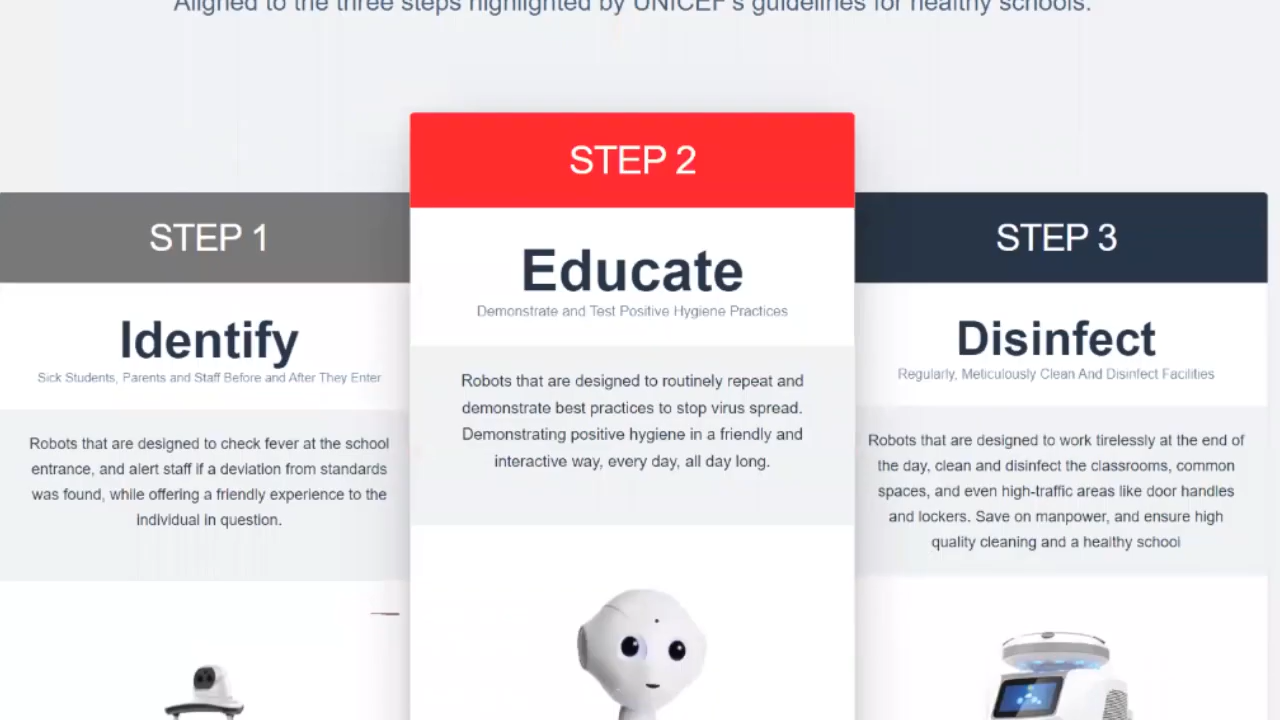 Aligned to the three steps highlighted by UNICEF's guidelines for healthy schools.
STEP 1
Identify
Sick Students, Parents and Staff Before and After They Enter
Robots that are designed to check fever at the school
entrance, and alert staff if a deviation from standards
was found, while offering a friendly experience to the
individual in question.
STEP 2
Educate
Demonstrate and Test Positive Hygiene Practices
Robots that are designed to routinely repeat and
demonstrate best practices to stop virus spread.
Demonstrating positive hygiene in a friendly and
interactive way, every day, all day long.
STEP 3
Disinfect
Regularly, Meticulously Clean And Disinfect Facilities
Robots that are designed to work tirelessly at the end of
the day, clean and disinfect the classrooms, common
spaces, and even high-traffic areas like door handles
and lockers. Save on manpower, and ensure high
quality cleaning and a healthy school